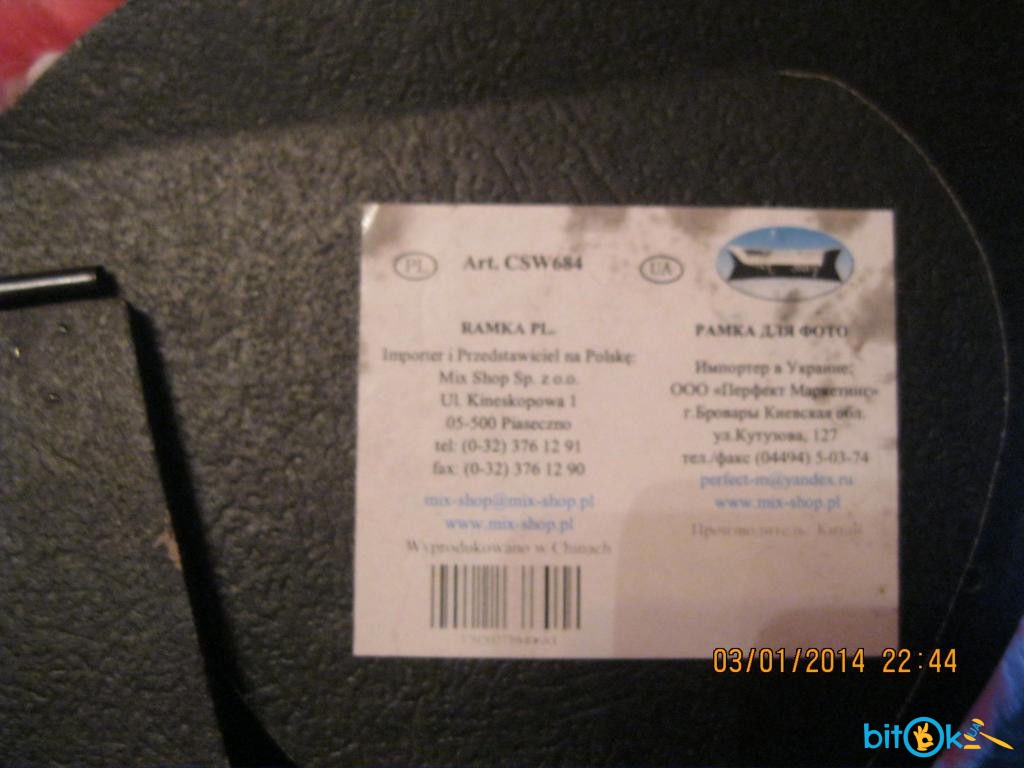 PL
Art. CSW684
UA
RAMKA PL.
Importer i Przedstawiciel na Polskę:
Mix Shop Sp. z o.o.
Ul. Kineskopowa 1
05-500 Piaseczno
tel: (0-32) 376 12 91
fax: (0-32) 376 12 90
mix-shop@mix-shop.pl
www.mix-shop.pl
Wyprodukowano w Chinach
РАМКА ДЛЯ ФОТО
Импортер в Украине:
ООО «Перфект Маркетинг»
г.Бровары Киевская обл.
ул.Кутузова, 127
тел./факс (04494) 5-03-74
perfect-m@yandex.ru
www.mix-shop.pl
Производитель: Китай
03/01/2014 22:44
bitOk UA